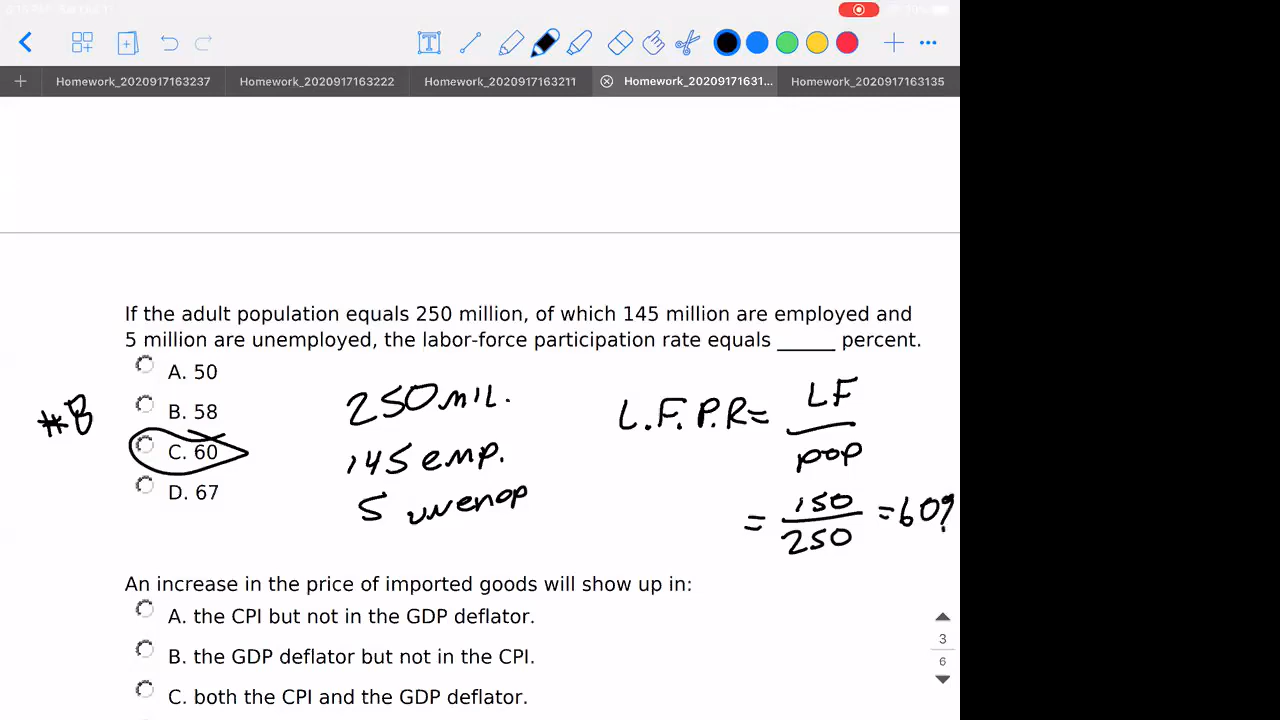 Homework_2020917163237 Homework_2020917163222 Homework_2020917163211 Homework_20209171631... Homework_2020917163135
If the adult population equals 250 million, of which 145 million are employed and
5 million are unemployed, the labor-force participation rate equals ______ percent.
A. 50
B. 58
C. 60
D. 67
#8
250 mil.
145 emp.
5 unemp
L.F.P.R = LF
pop
= 150
250
= 60%
An increase in the price of imported goods will show up in:
A. the CPI but not in the GDP deflator.
B. the GDP deflator but not in the CPI.
C. both the CPI and the GDP deflator.
3
6